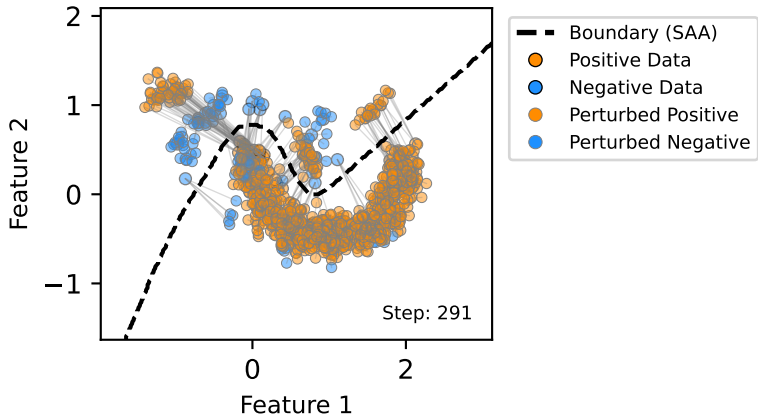 2
1
0
−1
Feature 2
0
2
Feature 1
Step: 291
Boundary (SAA)
Positive Data
Negative Data
Perturbed Positive
Perturbed Negative